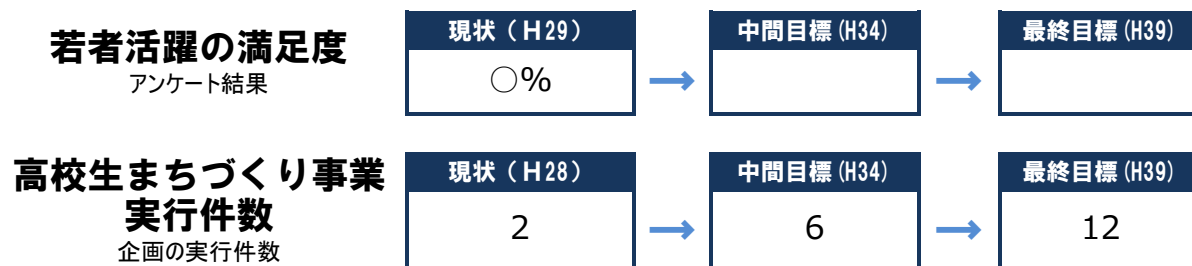 若者活躍の満足度
アンケート結果
現状（H29）
○%
→
中間目標(H34)
→
最終目標(H39)
高校生まちづくり事業
実行件数
企画の実行件数
現状（H28）
2
→
中間目標(H34)
6
→
最終目標(H39)
12